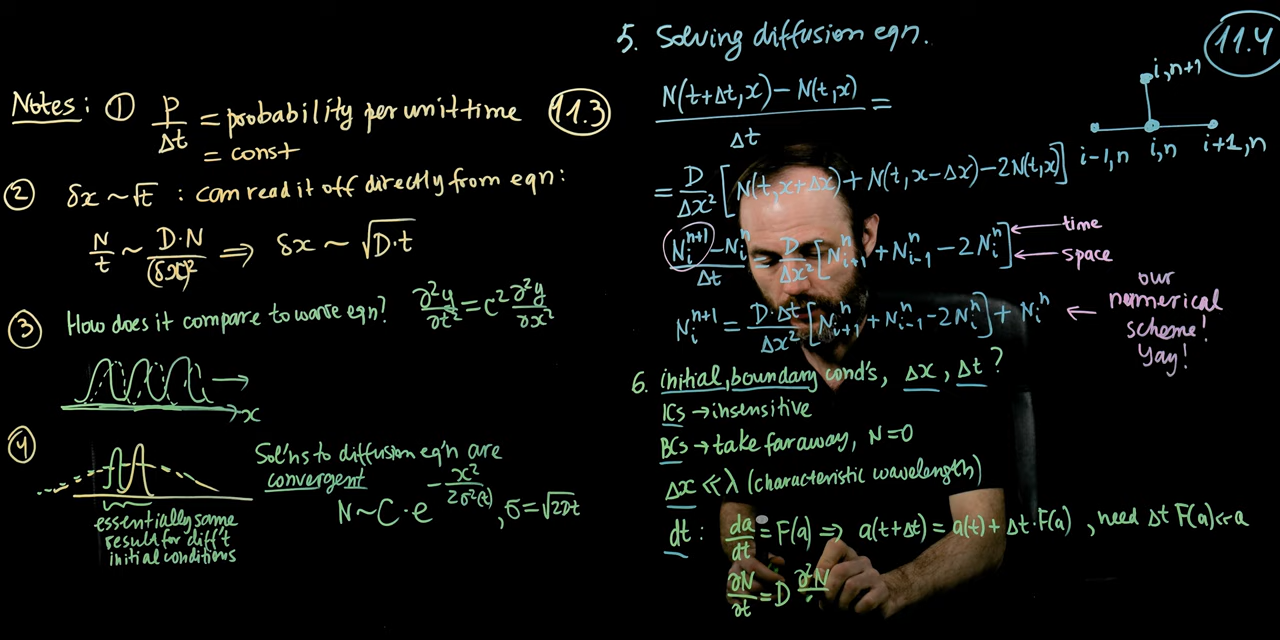 Notes: ① P/Δt = probability per unit time
= const
11.3
② δx ~ √t : can read it off directly from eqn:
N/t ~ D·N/(δx)² ⟹ δx ~ √D·t
③ How does it compare to wave eqn? ∂²y/∂t² = c² ∂²y/∂x²
x
④ Sol'ns to diffusion eq'n are
convergent
N ~ C·e^(-x²/2σ²(t)), σ = √2Dt
essentially same
result for diff't
initial conditions
5. Solving diffusion eqn.
11.4
N(t+Δt,x) - N(t,x) / Δt =
= D/Δx² [N(t,x+Δx) + N(t,x-Δx) - 2N(t,x)]
i,n+1
i-1,n i,n i+1,n
N_i^(n+1) - N_i^n / Δt = D/Δx² [N_(i+1)^n + N_(i-1)^n - 2N_i^n]
time
space
N_i^(n+1) = D·Δt/Δx² [N_(i+1)^n + N_(i-1)^n - 2N_i^n] + N_i^n
our
numerical
scheme!
Yay!
6. initial, boundary cond's, Δx, Δt?
ICs → insensitive
BCs → take far away, N=0
Δx ≪ λ (characteristic wavelength)
dt: da/dt = F(a) ⟹ a(t+Δt) = a(t) + Δt·F(a), need Δt F(a) ≪ a
∂N/∂t = D ∂²N